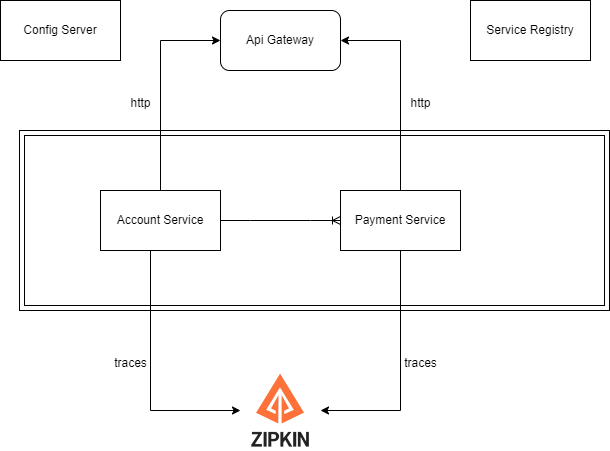 Config Server
Api Gateway
Service Registry
http
http
Account Service
Payment Service
traces
traces
ZIPKIN